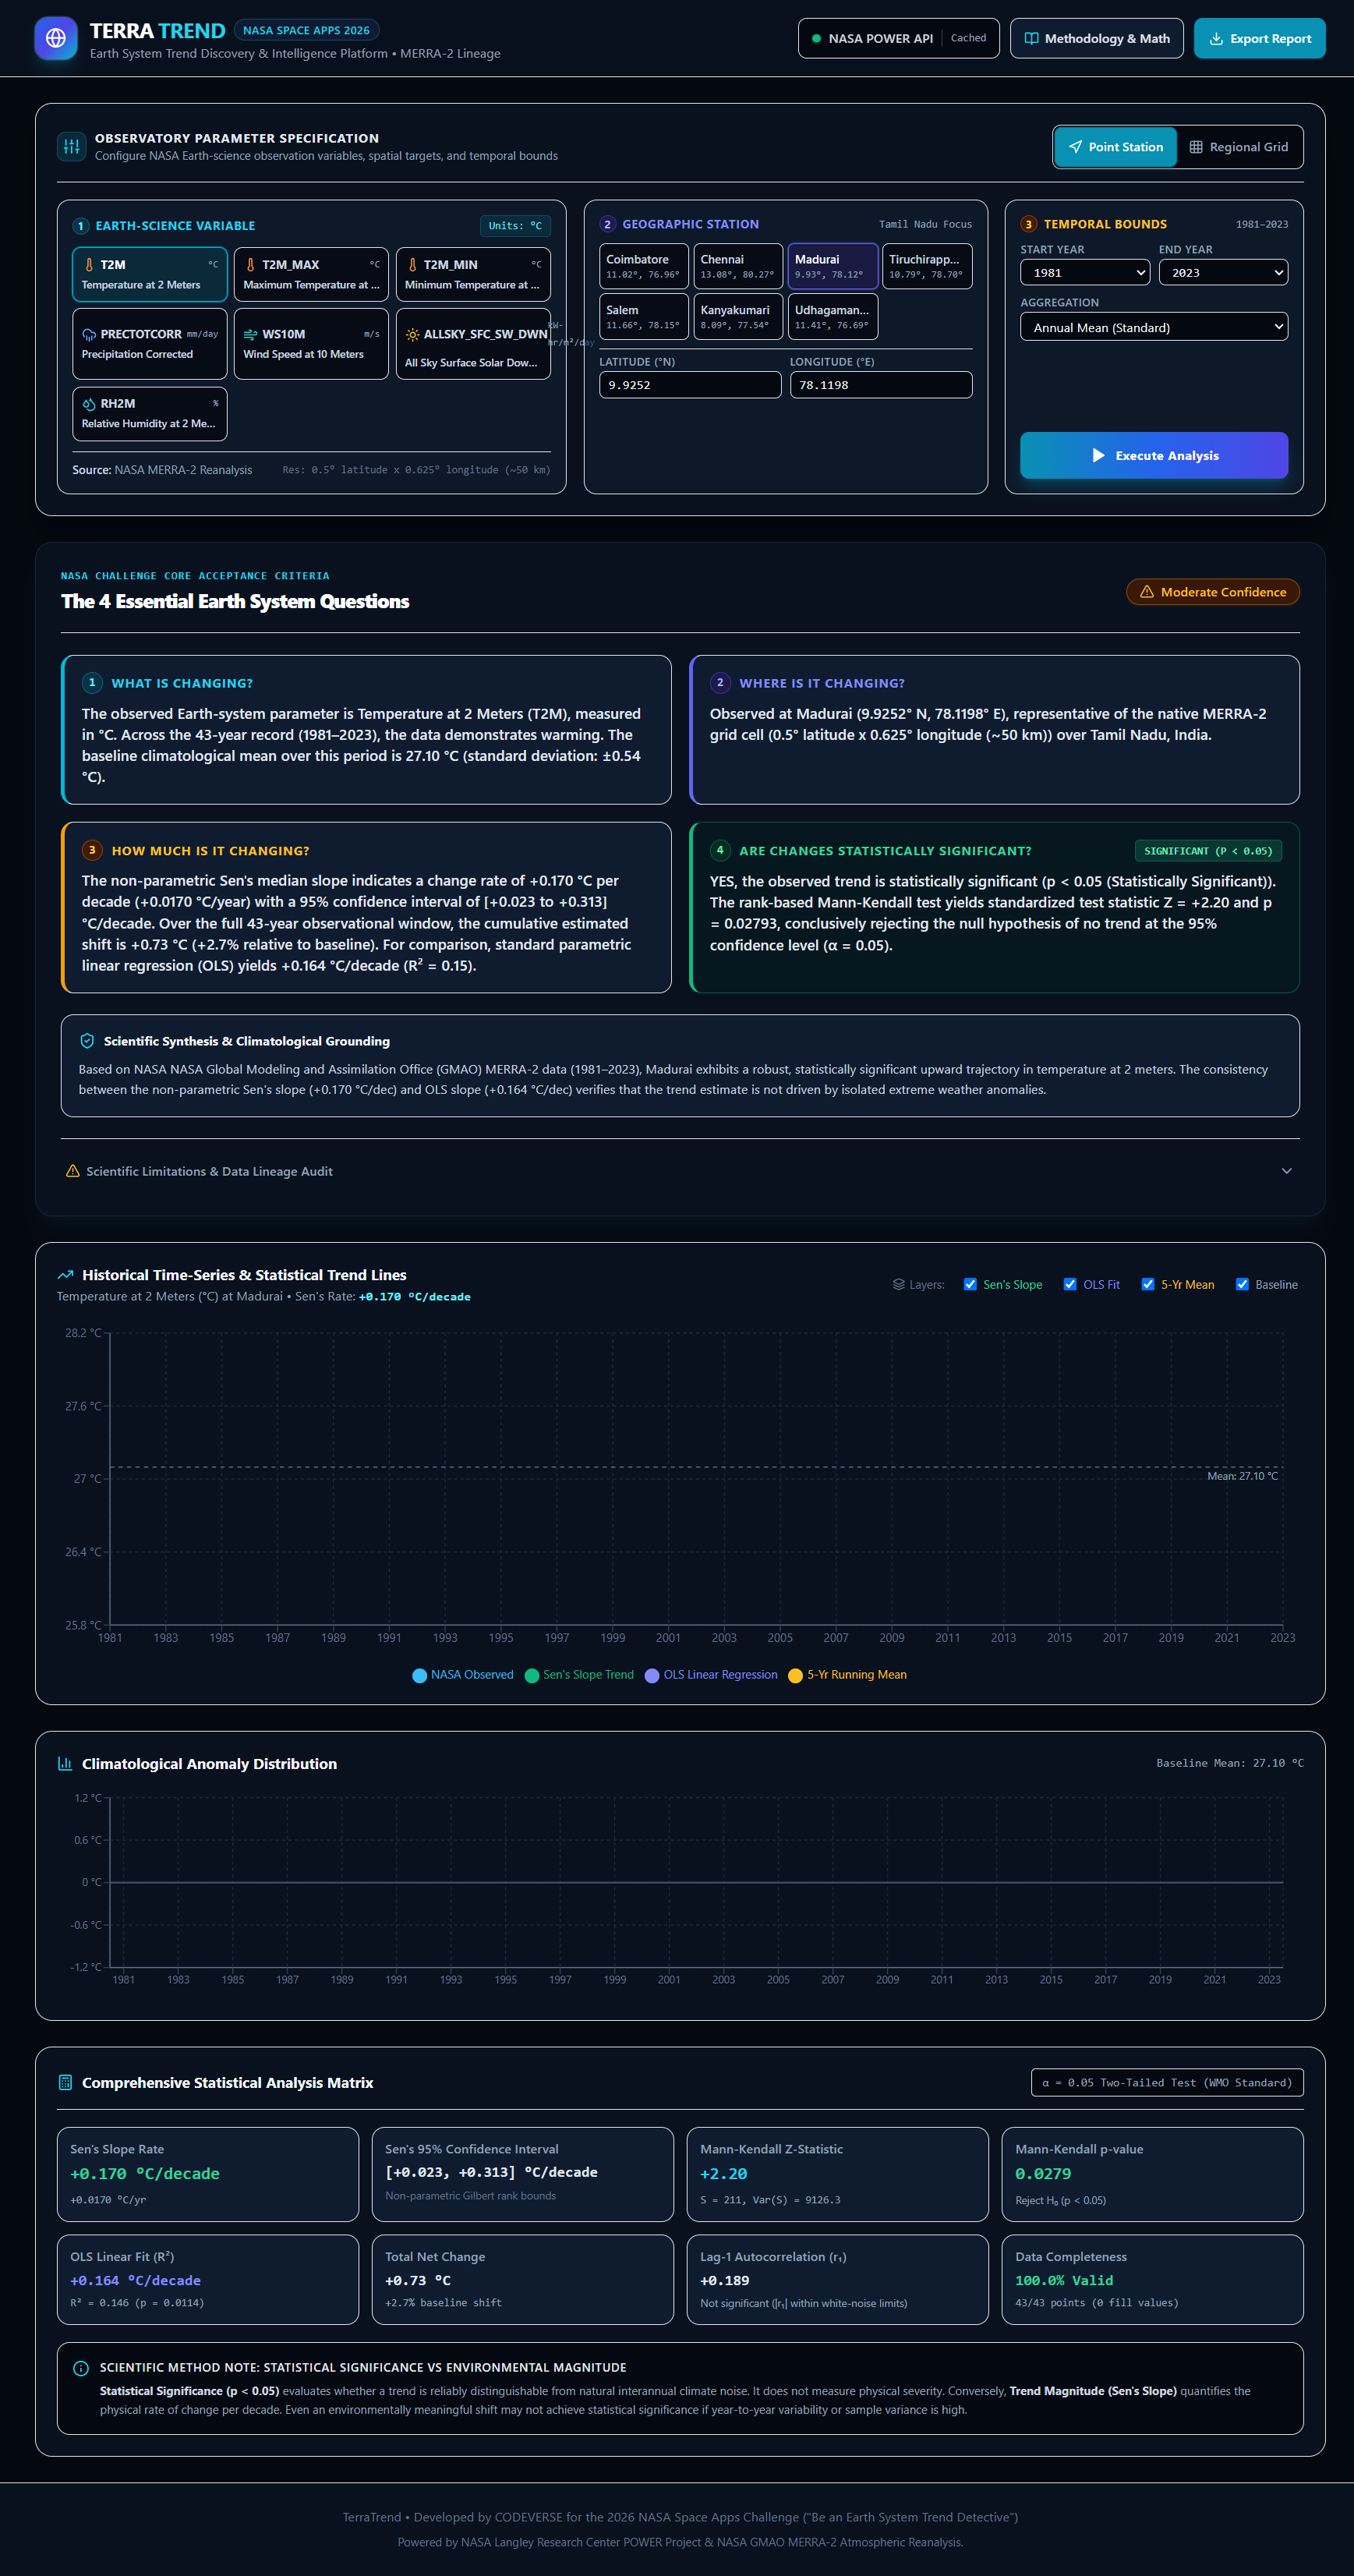 TERRA TREND NASA SPACE APPS 2026
Earth System Trend Discovery & Intelligence Platform • MERRA-2 Lineage
NASA POWER API Cached
Methodology & Math
Export Report
OBSERVATORY PARAMETER SPECIFICATION
Configure NASA Earth-science observation variables, spatial targets, and temporal bounds
Point Station
Regional Grid
1 EARTH-SCIENCE VARIABLE
Units: °C
T2M °C
Temperature at 2 Meters
T2M_MAX °C
Maximum Temperature at ...
T2M_MIN °C
Minimum Temperature at ...
PRECTOTCORR mm/day
Precipitation Corrected
WS10M m/s
Wind Speed at 10 Meters
ALLSKY_SFC_SW_DWN kW-
hr/m²/day
All Sky Surface Solar Dow...
RH2M %
Relative Humidity at 2 Me...
Source: NASA MERRA-2 Reanalysis
Res: 0.5° latitude x 0.625° longitude (~50 km)
2 GEOGRAPHIC STATION
Tamil Nadu Focus
Coimbatore
11.02°, 76.96°
Chennai
13.08°, 80.27°
Madurai
9.93°, 78.12°
Tiruchirapp...
10.79°, 78.70°
Salem
11.66°, 78.15°
Kanyakumari
8.09°, 77.54°
Udhagaman...
11.41°, 76.69°
LATITUDE (°N)
9.9252
LONGITUDE (°E)
78.1198
3 TEMPORAL BOUNDS
1981–2023
START YEAR
1981
END YEAR
2023
AGGREGATION
Annual Mean (Standard)
Execute Analysis
NASA CHALLENGE CORE ACCEPTANCE CRITERIA
The 4 Essential Earth System Questions
Moderate Confidence
1 WHAT IS CHANGING?
The observed Earth-system parameter is Temperature at 2 Meters (T2M), measured
in °C. Across the 43-year record (1981–2023), the data demonstrates warming. The
baseline climatological mean over this period is 27.10 °C (standard deviation: ±0.54
°C).
2 WHERE IS IT CHANGING?
Observed at Madurai (9.9252° N, 78.1198° E), representative of the native MERRA-2
grid cell (0.5° latitude x 0.625° longitude (~50 km)) over Tamil Nadu, India.
3 HOW MUCH IS IT CHANGING?
The non-parametric Sen's median slope indicates a change rate of +0.170 °C per
decade (+0.0170 °C/year) with a 95% confidence interval of [+0.023 to +0.313]
°C/decade. Over the full 43-year observational window, the cumulative estimated
shift is +0.73 °C (+2.7% relative to baseline). For comparison, standard parametric
linear regression (OLS) yields +0.164 °C/decade (R² = 0.15).
4 ARE CHANGES STATISTICALLY SIGNIFICANT?
SIGNIFICANT (P < 0.05)
YES, the observed trend is statistically significant (p < 0.05 (Statistically Significant)).
The rank-based Mann-Kendall test yields standardized test statistic Z = +2.20 and p
= 0.02793, conclusively rejecting the null hypothesis of no trend at the 95%
confidence level (α = 0.05).
Scientific Synthesis & Climatological Grounding
Based on NASA NASA Global Modeling and Assimilation Office (GMAO) MERRA-2 data (1981–2023), Madurai exhibits a robust, statistically significant upward trajectory in temperature at 2 meters. The consistency
between the non-parametric Sen's slope (+0.170 °C/dec) and OLS slope (+0.164 °C/dec) verifies that the trend estimate is not driven by isolated extreme weather anomalies.
Scientific Limitations & Data Lineage Audit
Historical Time-Series & Statistical Trend Lines
Temperature at 2 Meters (°C) at Madurai • Sen's Rate: +0.170 °C/decade
Layers: Sen's Slope OLS Fit 5-Yr Mean Baseline
28.2 °C
27.6 °C
27 °C
26.4 °C
25.8 °C
Mean: 27.10 °C
1981 1983 1985 1987 1989 1991 1993 1995 1997 1999 2001 2003 2005 2007 2009 2011 2013 2015 2017 2019 2021 2023
NASA Observed Sen's Slope Trend OLS Linear Regression 5-Yr Running Mean
Climatological Anomaly Distribution
Baseline Mean: 27.10 °C
1.2 °C
0.6 °C
0 °C
-0.6 °C
-1.2 °C
1981 1983 1985 1987 1989 1991 1993 1995 1997 1999 2001 2003 2005 2007 2009 2011 2013 2015 2017 2019 2021 2023
Comprehensive Statistical Analysis Matrix
α = 0.05 Two-Tailed Test (WMO Standard)
Sen's Slope Rate
+0.170 °C/decade
+0.0170 °C/yr
Sen's 95% Confidence Interval
[+0.023, +0.313] °C/decade
Non-parametric Gilbert rank bounds
Mann-Kendall Z-Statistic
+2.20
S = 211, Var(S) = 9126.3
Mann-Kendall p-value
0.0279
Reject H₀ (p < 0.05)
OLS Linear Fit (R²)
+0.164 °C/decade
R² = 0.146 (p = 0.0114)
Total Net Change
+0.73 °C
+2.7% baseline shift
Lag-1 Autocorrelation (r₁)
+0.189
Not significant (|r₁| within white-noise limits)
Data Completeness
100.0% Valid
43/43 points (0 fill values)
SCIENTIFIC METHOD NOTE: STATISTICAL SIGNIFICANCE VS ENVIRONMENTAL MAGNITUDE
Statistical Significance (p < 0.05) evaluates whether a trend is reliably distinguishable from natural interannual climate noise. It does not measure physical severity. Conversely, Trend Magnitude (Sen's Slope) quantifies the
physical rate of change per decade. Even an environmentally meaningful shift may not achieve statistical significance if year-to-year variability or sample variance is high.
TerraTrend • Developed by CODEVERSE for the 2026 NASA Space Apps Challenge ("Be an Earth System Trend Detective")
Powered by NASA Langley Research Center POWER Project & NASA GMAO MERRA-2 Atmospheric Reanalysis.